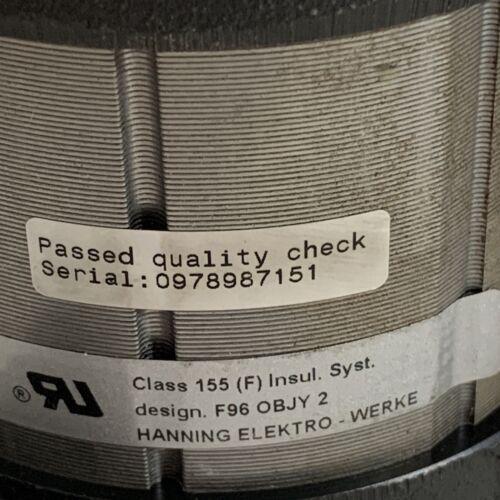 Passed quality check
Serial:0978987151
Class 155 (F) Insul. Syst.
design. F96 OBJY 2
HANNING ELEKTRO - WERKE
®